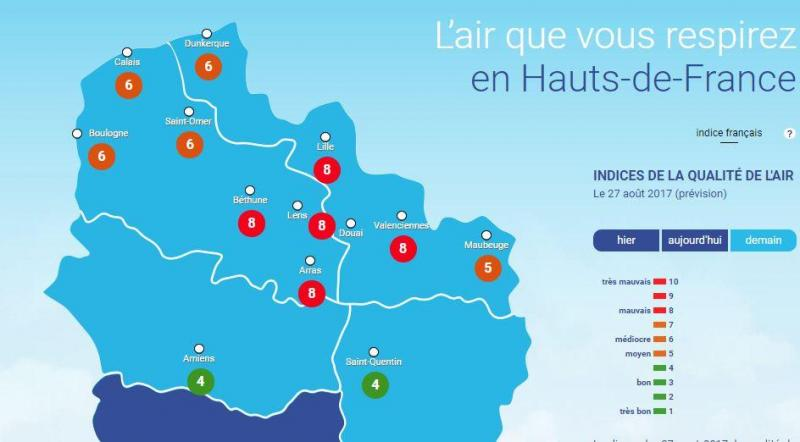 L'air que vous respirez
en Hauts-de-France
indice français
?
INDICES DE LA QUALITÉ DE L'AIR
Le 27 août 2017 (prévision)
hier
aujourd'hui
demain
très mauvais 10
9
mauvais 8
7
médiocre 6
moyen 5
4
bon 3
2
très bon 1
Dunkerque
6
Calais
6
Saint-Omer
6
Boulogne
6
Lille
8
Béthune
8
Lens
8
Douai
Valenciennes
8
Maubeuge
5
Arras
8
Amiens
4
Saint-Quentin
4